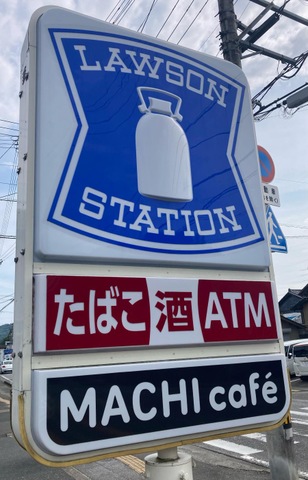 LAWSON
STATION
たばこ 酒 ATM
MACHI café